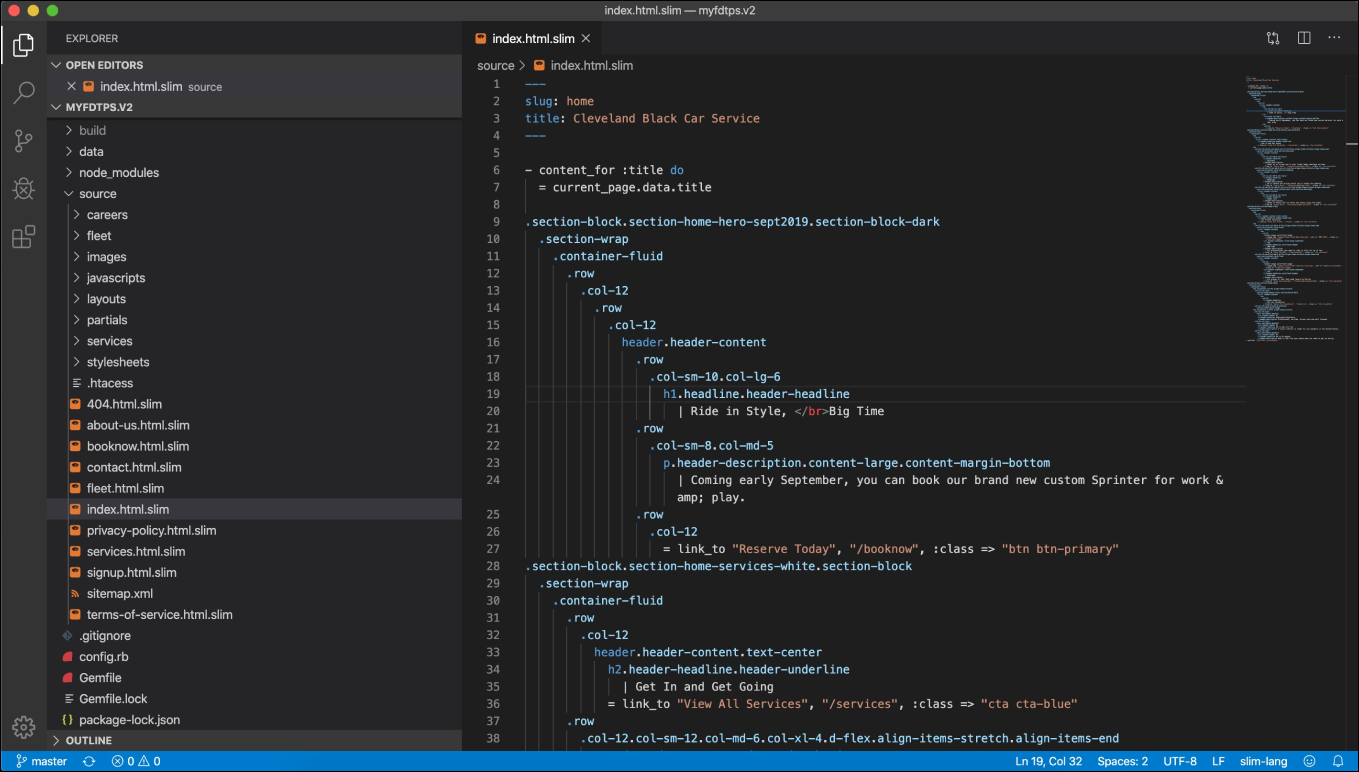 index.html.slim — myfdtps.v2
EXPLORER
OPEN EDITORS
index.html.slim source
MYFDTPS.V2
build
data
node_modules
source
careers
fleet
images
javascripts
layouts
partials
services
stylesheets
.htacess
404.html.slim
about-us.html.slim
booknow.html.slim
contact.html.slim
fleet.html.slim
index.html.slim
privacy-policy.html.slim
services.html.slim
signup.html.slim
sitemap.xml
terms-of-service.html.slim
.gitignore
config.rb
Gemfile
Gemfile.lock
{} package-lock.json
OUTLINE
index.html.slim
source > index.html.slim
1 ---
2 slug: home
3 title: Cleveland Black Car Service
4 ---
5
6 - content_for :title do
7 = current_page.data.title
8
9 .section-block.section-home-hero-sept2019.section-block-dark
10 .section-wrap
11 .container-fluid
12 .row
13 .col-12
14 .row
15 .col-12
16 header.header-content
17 .row
18 .col-sm-10.col-lg-6
19 h1.headline.header-headline
20 | Ride in Style, </br>Big Time
21 .row
22 .col-sm-8.col-md-5
23 p.header-description.content-large.content-margin-bottom
24 | Coming early September, you can book our brand new custom Sprinter for work &
amp; play.
25 .row
26 .col-12
27 = link_to "Reserve Today", "/booknow", :class => "btn btn-primary"
28 .section-block.section-home-services-white.section-block
29 .section-wrap
30 .container-fluid
31 .row
32 .col-12
33 header.header-content.text-center
34 h2.header-headline.header-underline
35 | Get In and Get Going
36 = link_to "View All Services", "/services", :class => "cta cta-blue"
37 .row
38 .col-12.col-sm-12.col-md-6.col-xl-4.d-flex.align-items-stretch.align-items-end
master 0 0 Ln 19, Col 32 Spaces: 2 UTF-8 LF slim-lang